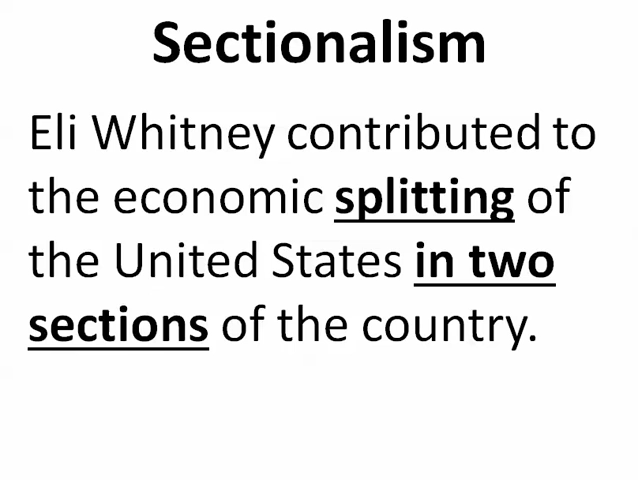 Sectionalism
Eli Whitney contributed to
the economic splitting of
the United States in two
sections of the country.